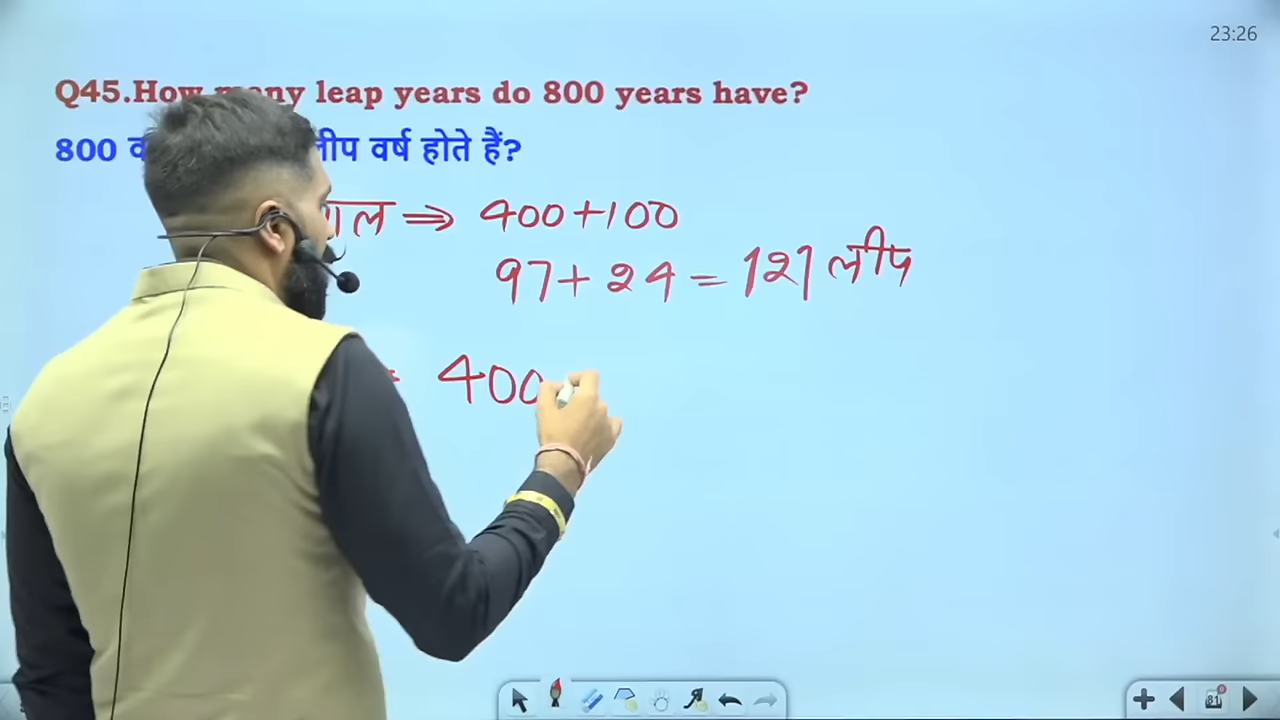 23:26
Q45.How many leap years do 800 years have?
800 लीप वर्ष होते हैं?
⇒ 400+100
97+24=121 लीप
400
81